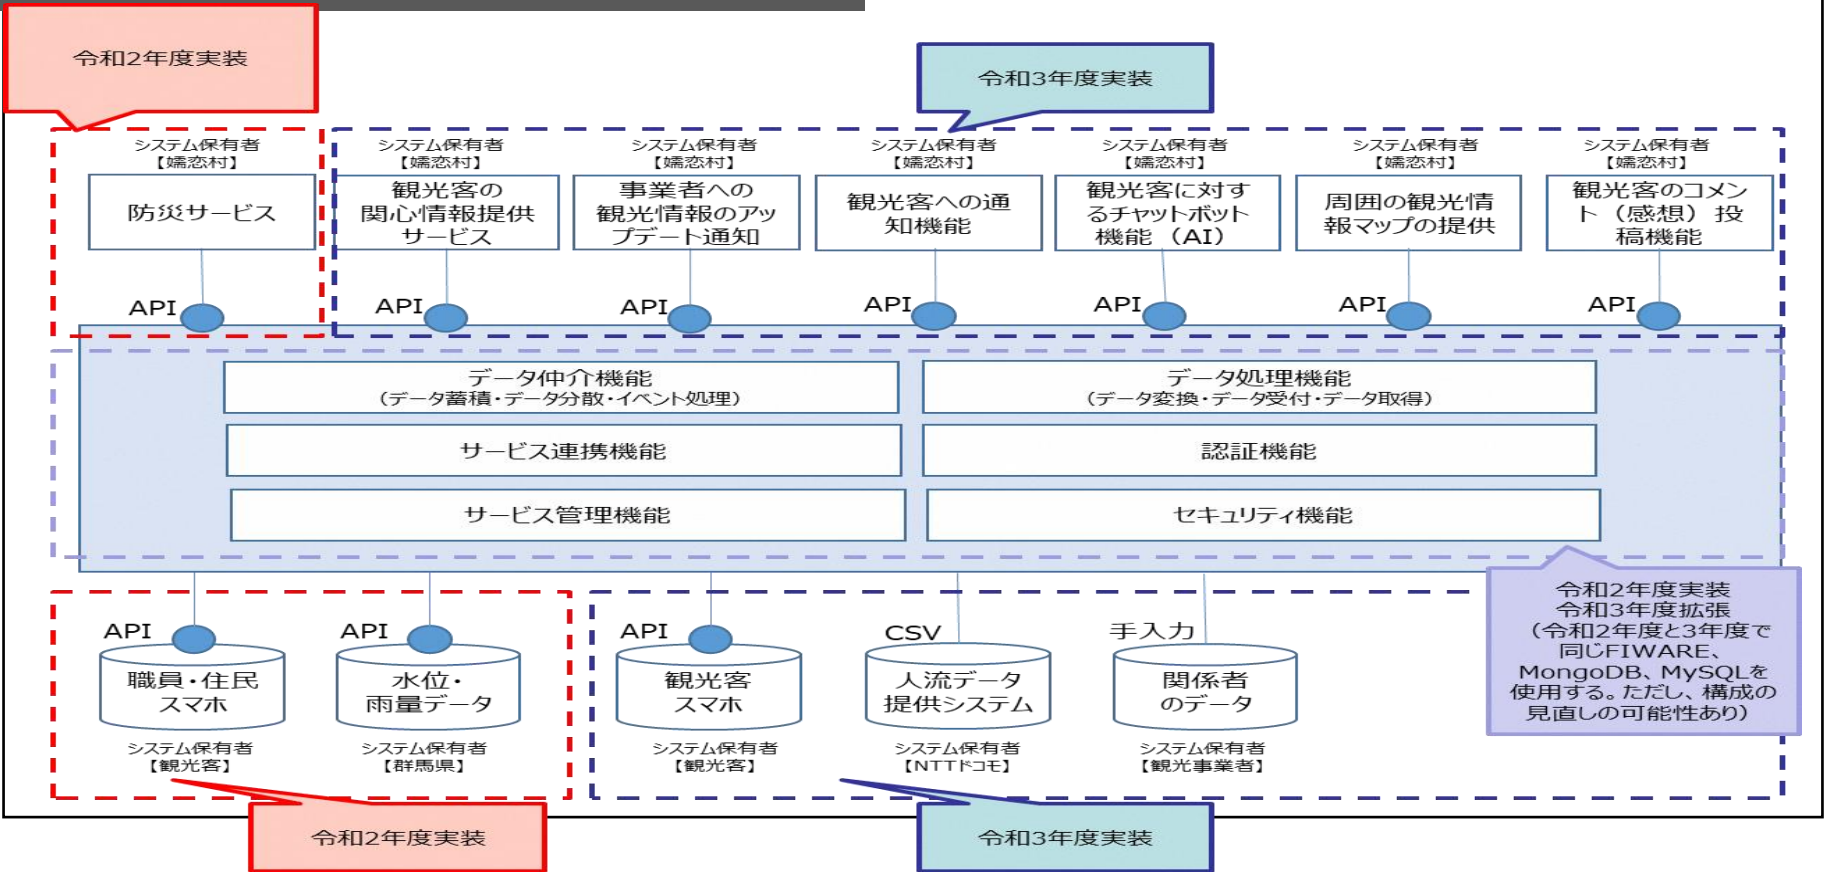 令和2年度実装
令和3年度実装
システム保有者
【嬬恋村】
防災サービス
システム保有者
【嬬恋村】
観光客の
関心情報提供
サービス
システム保有者
【嬬恋村】
事業者への
観光情報のアッ
プデート通知
システム保有者
【嬬恋村】
観光客への通
知機能
システム保有者
【嬬恋村】
観光客に対す
るチャットボット
機能（AI）
システム保有者
【嬬恋村】
周囲の観光情
報マップの提供
システム保有者
【嬬恋村】
観光客のコメン
ト（感想）投
稿機能
API
API
API
API
API
API
API
データ仲介機能
（データ蓄積・データ分散・イベント処理）
データ処理機能
（データ変換・データ受付・データ取得）
サービス連携機能
認証機能
サービス管理機能
セキュリティ機能
令和2年度実装
令和3年度拡張
（令和2年度と3年度で
同じFIWARE、
MongoDB、MySQLを
使用する。ただし、構成の
見直しの可能性あり）
API
職員・住民
スマホ
システム保有者
【観光客】
API
水位・
雨量データ
システム保有者
【群馬県】
API
観光客
スマホ
システム保有者
【観光客】
CSV
人流データ
提供システム
システム保有者
【NTTドコモ】
手入力
関係者
のデータ
システム保有者
【観光事業者】
令和2年度実装
令和3年度実装